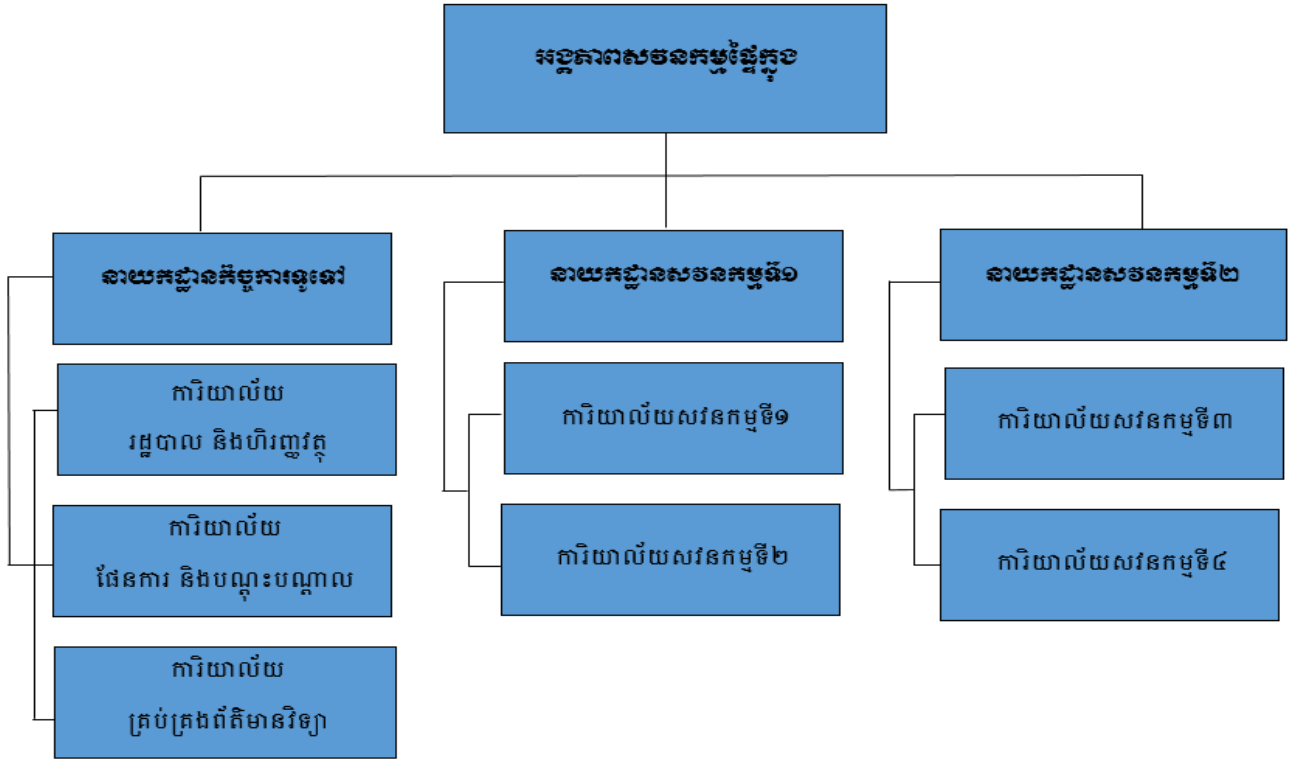 អង្គភាពសវនកម្មផ្ទៃក្នុង
នាយកដ្ឋានកិច្ចការទូទៅ
ការិយាល័យ
រដ្ឋបាល និងហិរញ្ញវត្ថុ
ការិយាល័យ
ផែនការ និងបណ្តុះបណ្តាល
ការិយាល័យ
គ្រប់គ្រងព័ត៌មានវិទ្យា
នាយកដ្ឋានសវនកម្មទី១
ការិយាល័យសវនកម្មទី១
ការិយាល័យសវនកម្មទី២
នាយកដ្ឋានសវនកម្មទី២
ការិយាល័យសវនកម្មទី៣
ការិយាល័យសវនកម្មទី៤